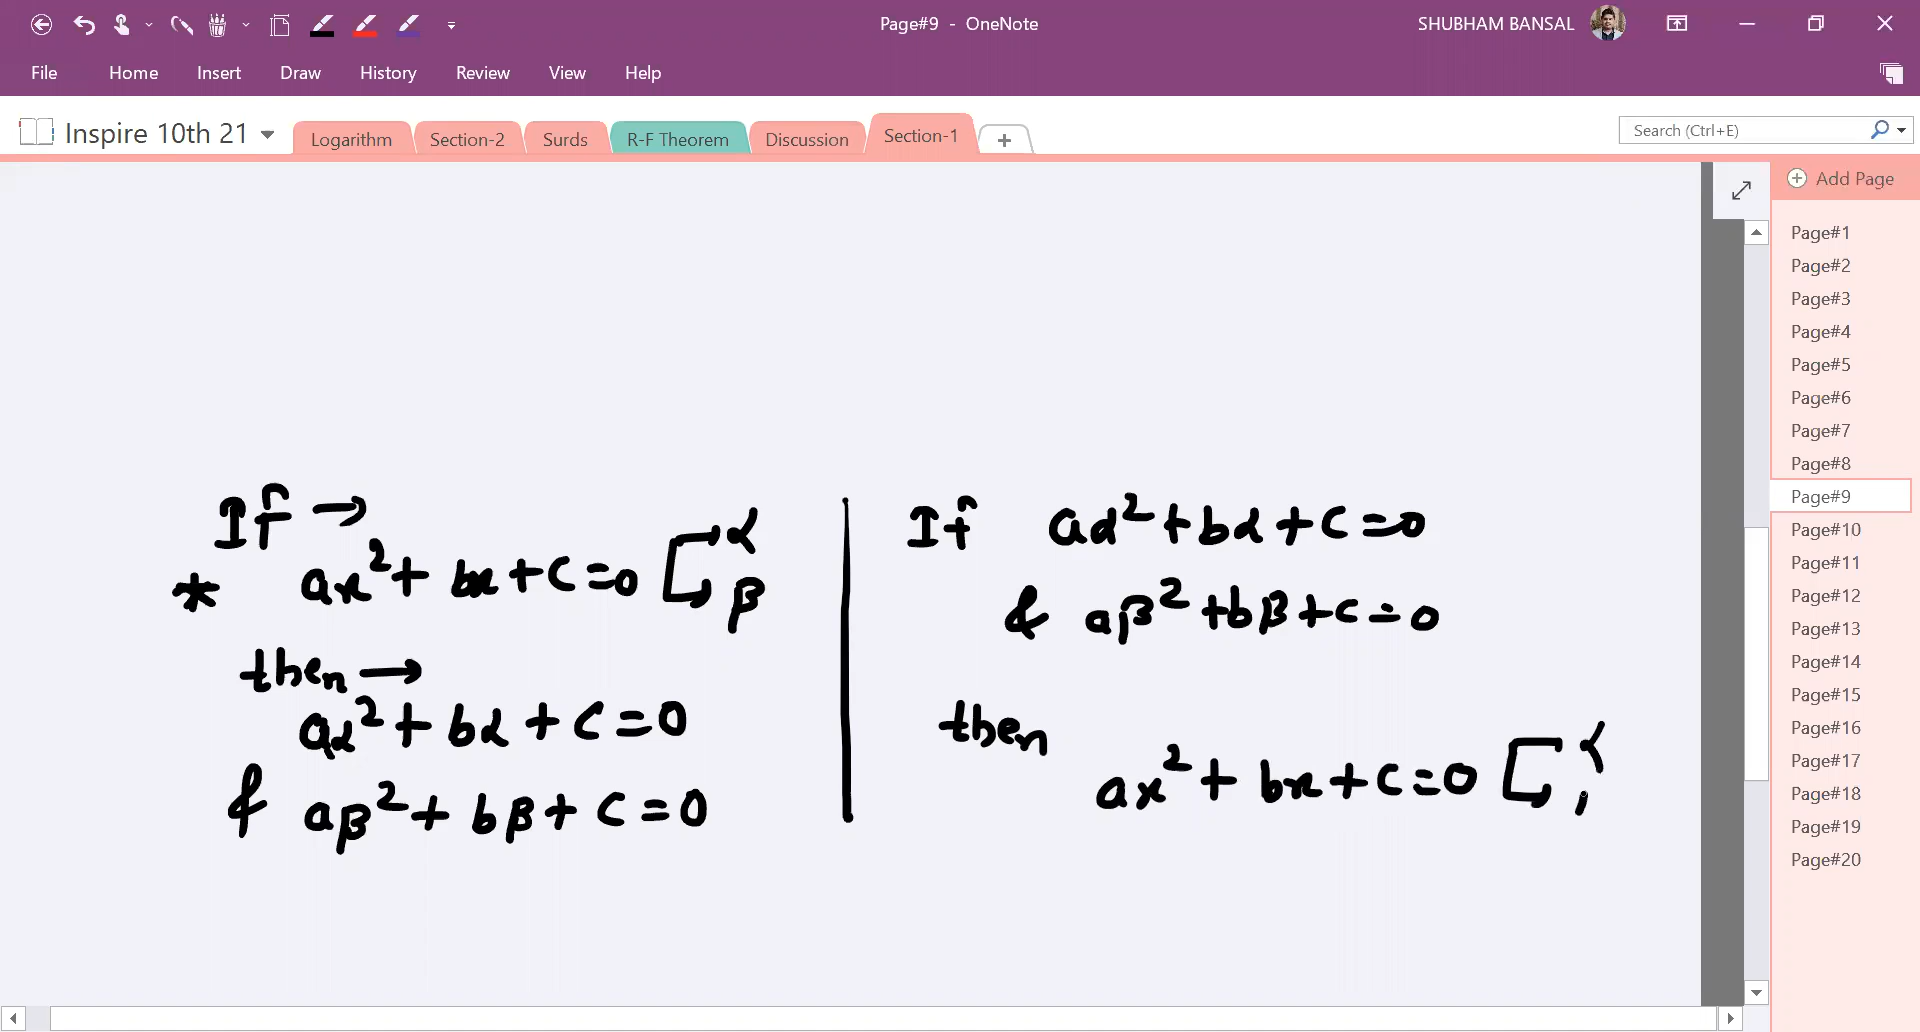 Page#9 - OneNote
SHUBHAM BANSAL
File Home Insert Draw History Review View Help
Inspire 10th 21
Logarithm Section-2 Surds R-F Theorem Discussion Section-1 +
Search (Ctrl+E)
Add Page
Page#1
Page#2
Page#3
Page#4
Page#5
Page#6
Page#7
Page#8
Page#9
Page#10
Page#11
Page#12
Page#13
Page#14
Page#15
Page#16
Page#17
Page#18
Page#19
Page#20
If →
* ax²+ bx+c=0 α
β
then →
aα²+ bα + c=0
& aβ²+ bβ+ c=0
If aα²+bα+c=0
& aβ²+bβ+c=0
then
ax²+ bx+c=0 α